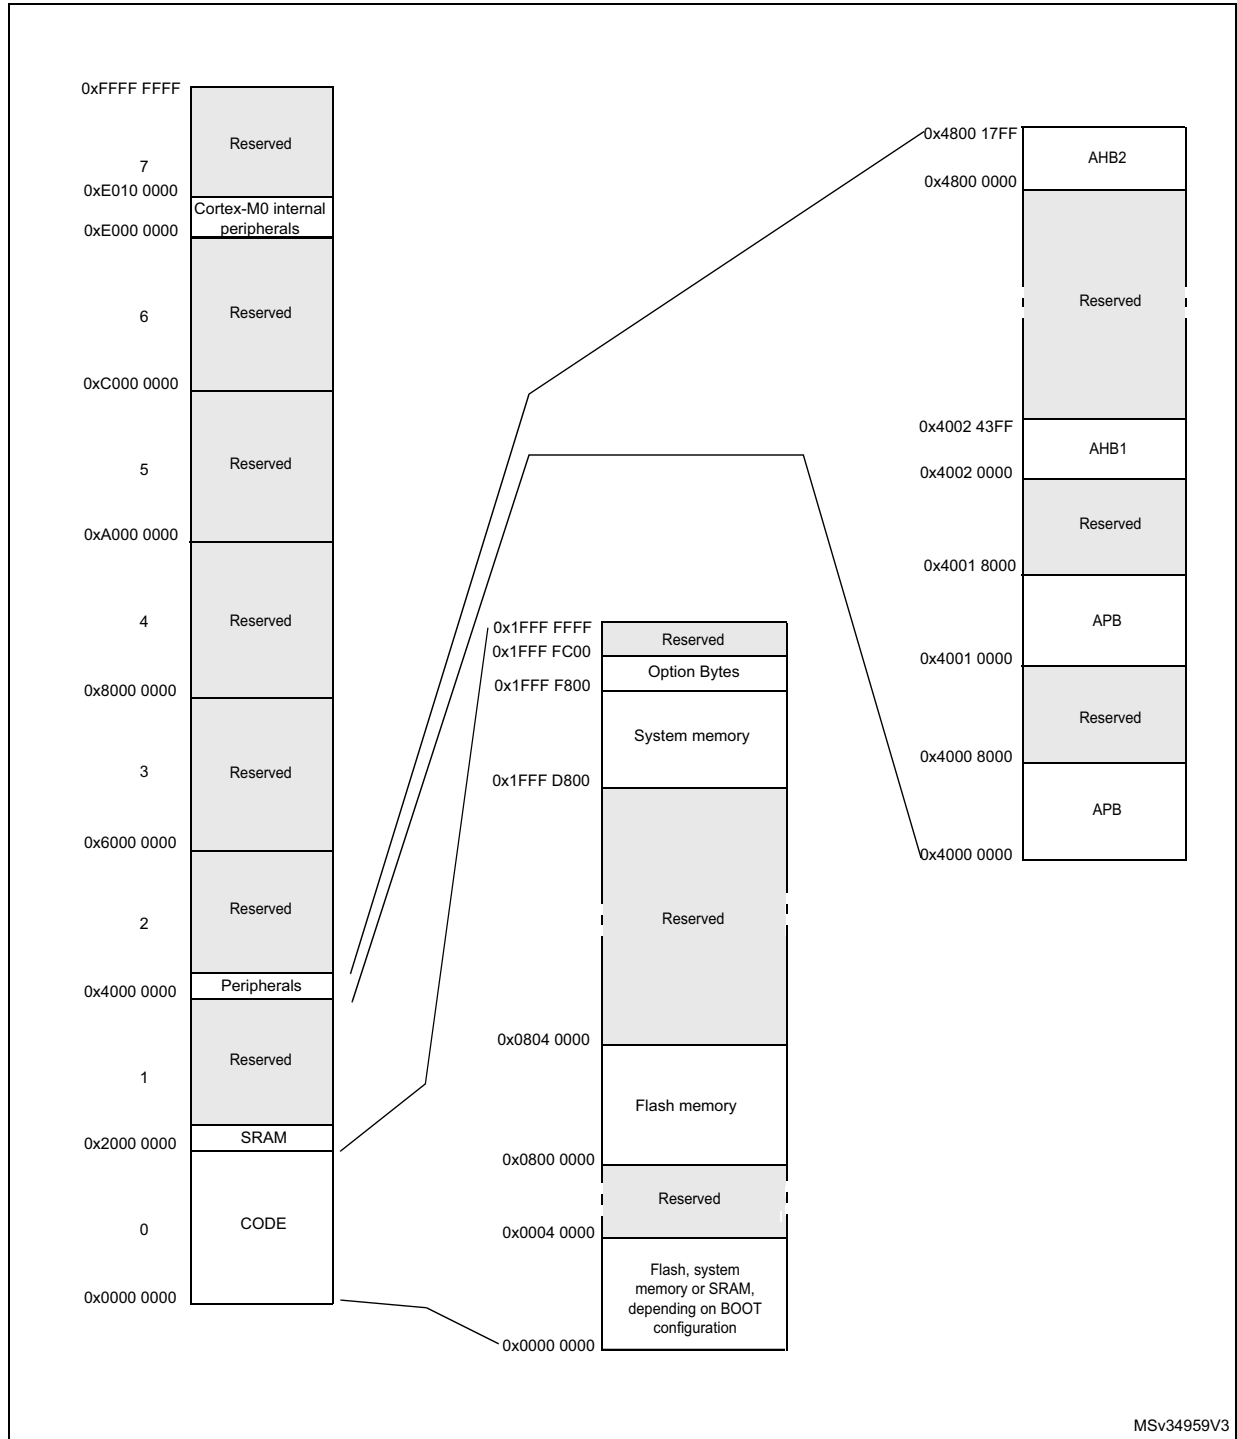 0xFFFF FFFF
Reserved
7
0xE010 0000
Cortex-M0 internal
peripherals
0xE000 0000
Reserved
6
0xC000 0000
Reserved
5
0xA000 0000
Reserved
4
0x8000 0000
Reserved
3
0x6000 0000
Reserved
2
Peripherals
0x4000 0000
Reserved
1
SRAM
0x2000 0000
CODE
0
0x0000 0000
0x1FFF FFFF
Reserved
0x1FFF FC00
Option Bytes
0x1FFF F800
System memory
0x1FFF D800
Reserved
0x0804 0000
Flash memory
0x0800 0000
Reserved
0x0004 0000
Flash, system
memory or SRAM,
depending on BOOT
configuration
0x0000 0000
0x4800 17FF
AHB2
0x4800 0000
Reserved
0x4002 43FF
AHB1
0x4002 0000
Reserved
0x4001 8000
APB
0x4001 0000
Reserved
0x4000 8000
APB
0x4000 0000
MSv34959V3